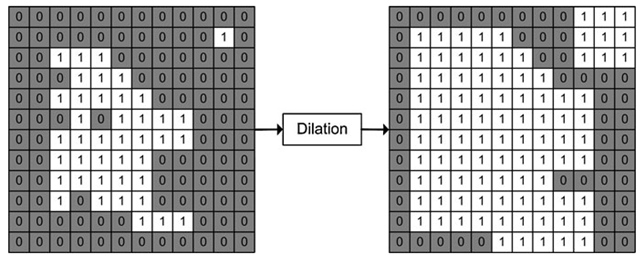 0 0 0 0 0 0 0 0 0 0 0 0
0 0 0 0 0 0 0 0 0 0 1 0
0 0 1 1 1 0 0 0 0 0 0 0
0 0 0 1 1 1 0 0 0 0 0 0
0 0 1 1 1 1 1 0 0 0 0 0
0 0 0 1 0 1 1 1 1 0 0 0
0 0 1 1 1 1 1 1 1 0 0 0
0 0 1 1 1 1 1 0 0 0 0 0
0 0 1 1 1 1 1 0 0 0 0 0
0 0 1 0 1 1 1 0 0 0 0 0
0 0 0 0 0 0 1 1 1 0 0 0
0 0 0 0 0 0 0 0 0 0 0 0
Dilation
0 0 0 0 0 0 0 0 0 1 1 1
0 1 1 1 1 1 0 0 0 1 1 1
0 1 1 1 1 1 1 0 0 1 1 1
0 1 1 1 1 1 1 1 0 0 0 0
0 1 1 1 1 1 1 1 1 1 0 0
0 1 1 1 1 1 1 1 1 1 0 0
0 1 1 1 1 1 1 1 1 1 0 0
0 1 1 1 1 1 1 1 1 1 0 0
0 1 1 1 1 1 1 1 0 0 0 0
0 1 1 1 1 1 1 1 1 1 0 0
0 1 1 1 1 1 1 1 1 1 0 0
0 0 0 0 0 1 1 1 1 1 0 0